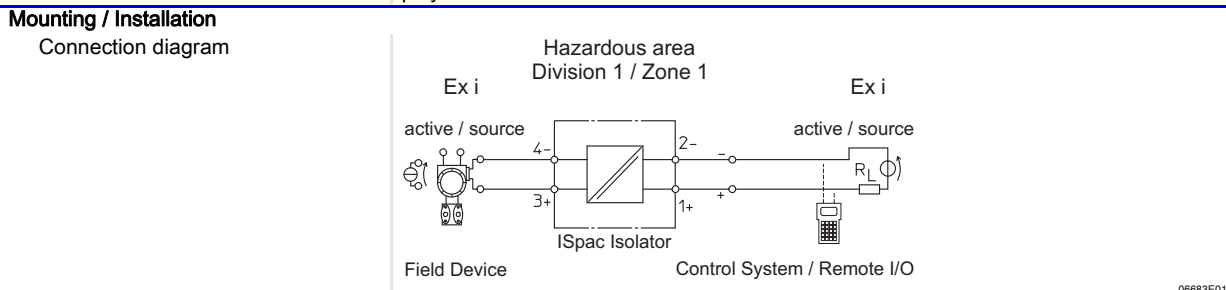 Mounting / Installation
Connection diagram
Hazardous area
Division 1 / Zone 1
Ex i
Ex i
active / source
active / source
4-
2-
-
RL
3+
1+
+
ISpac Isolator
Field Device
Control System / Remote I/O
06683E01